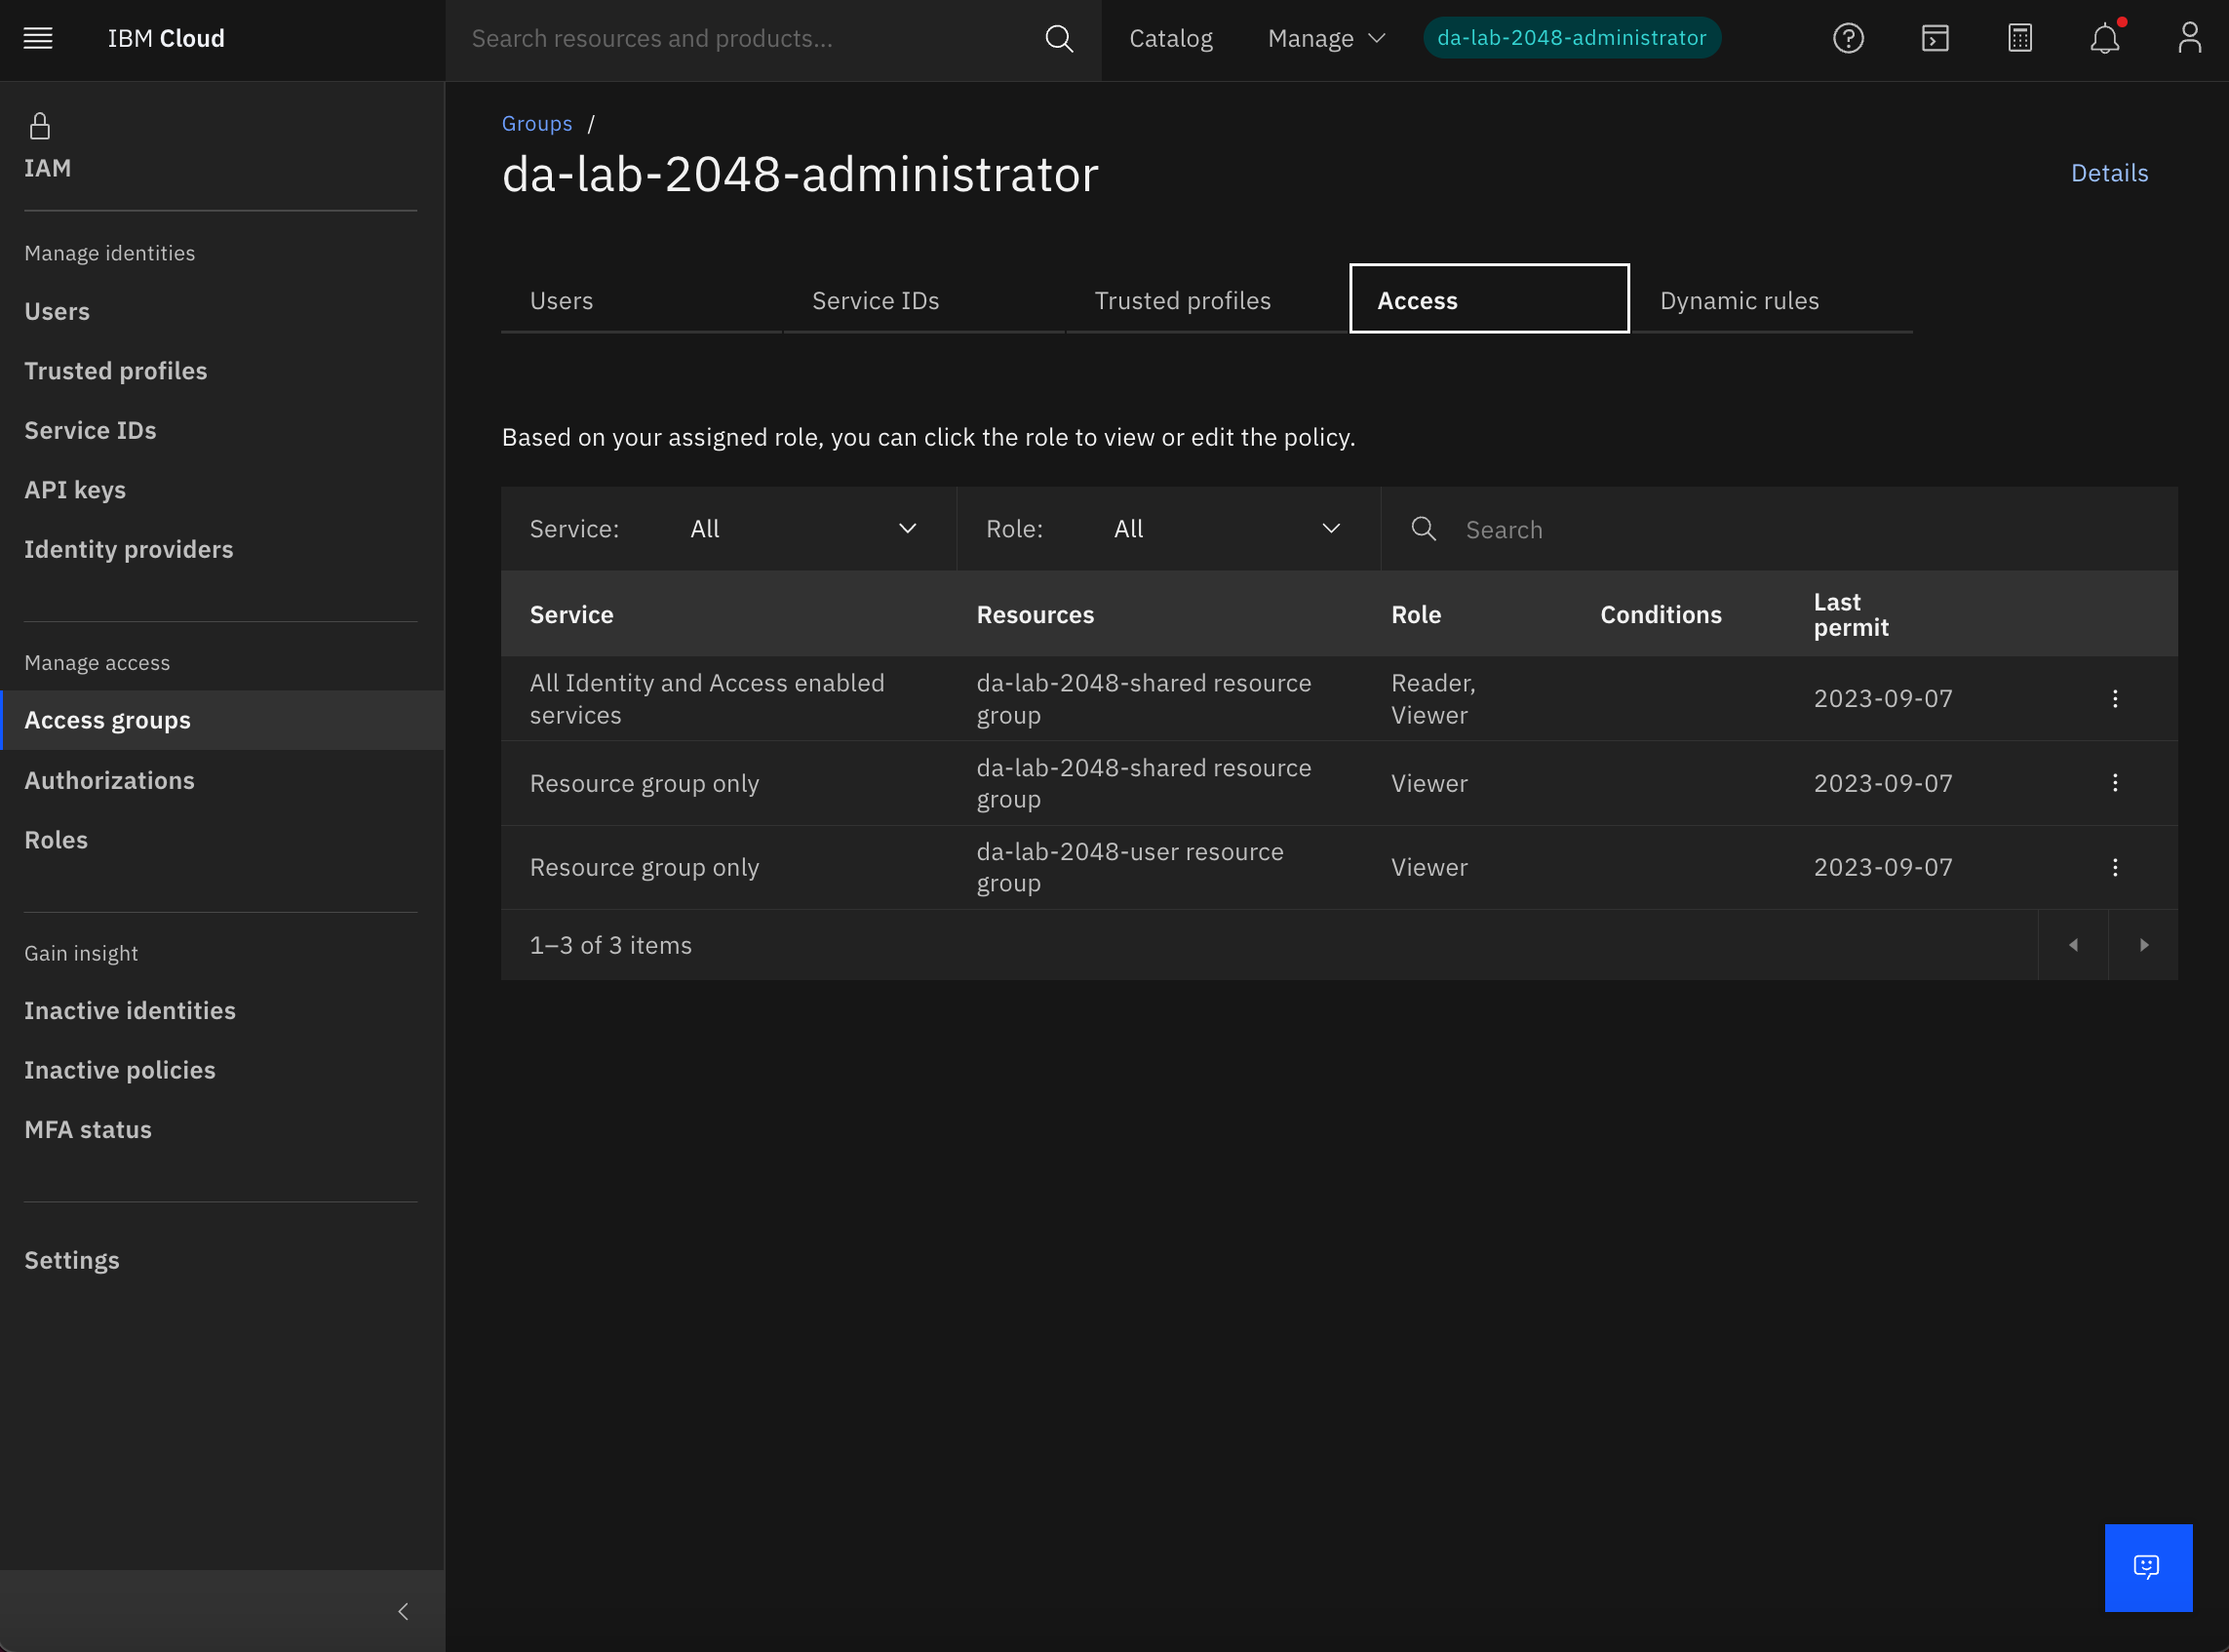 IBM Cloud
Search resources and products...
Catalog
Manage
da-lab-2048-administrator
IAM
Manage identities
Users
Trusted profiles
Service IDs
API keys
Identity providers
Manage access
Access groups
Authorizations
Roles
Gain insight
Inactive identities
Inactive policies
MFA status
Settings
Groups /
da-lab-2048-administrator
Details
Users
Service IDs
Trusted profiles
Access
Dynamic rules
Based on your assigned role, you can click the role to view or edit the policy.
Service: All
Role: All
Search
Service
Resources
Role
Conditions
Last
permit
All Identity and Access enabled
services
da-lab-2048-shared resource
group
Reader,
Viewer
2023-09-07
Resource group only
da-lab-2048-shared resource
group
Viewer
2023-09-07
Resource group only
da-lab-2048-user resource
group
Viewer
2023-09-07
1–3 of 3 items